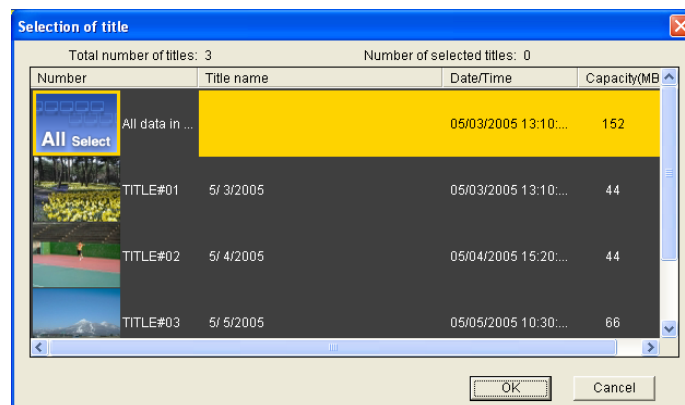 Selection of title
Total number of titles: 3 Number of selected titles: 0
Number Title name Date/Time Capacity(MB
All Select All data in ... 05/03/2005 13:10:... 152
TITLE#01 5/ 3/2005 05/03/2005 13:10:... 44
TITLE#02 5/ 4/2005 05/04/2005 15:20:... 44
TITLE#03 5/ 5/2005 05/05/2005 10:30:... 66
OK Cancel